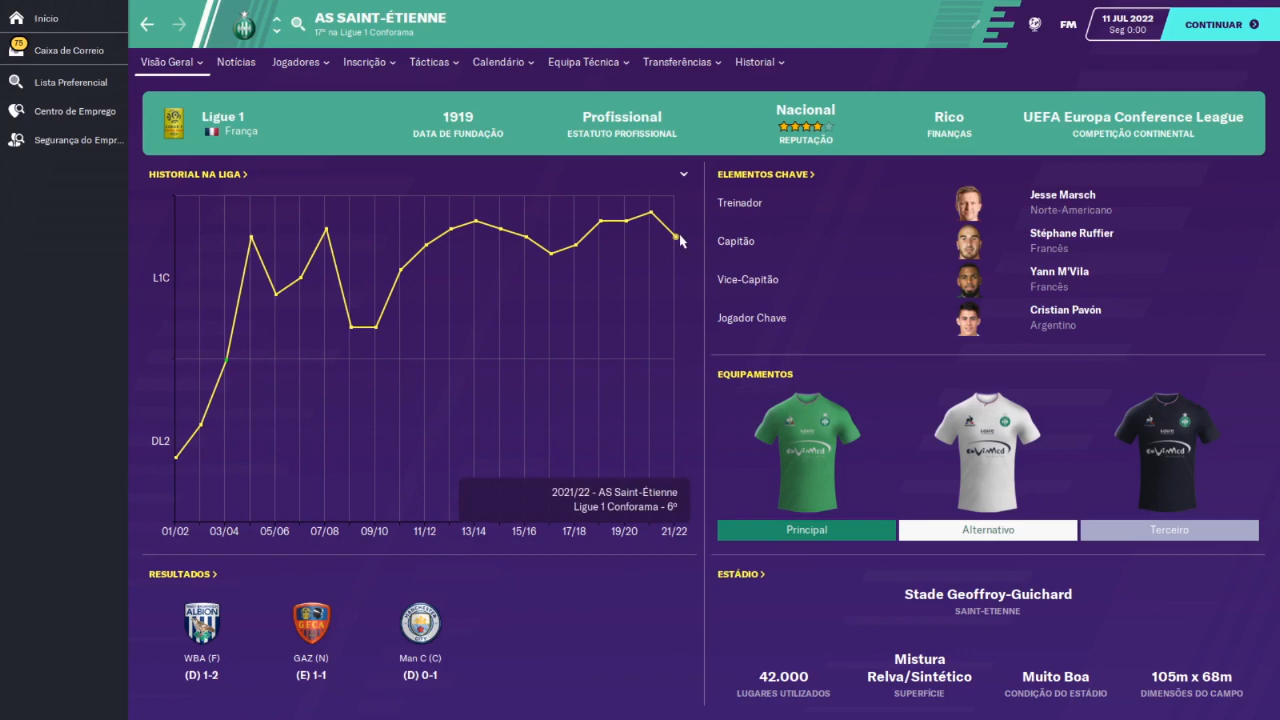 Início
75
Caixa de Correio
Lista Preferencial
Centro de Emprego
Segurança do Empr...
AS SAINT-ÉTIENNE
17º na Ligue 1 Conforama
FM
11 JUL 2022
Seg 0:00
CONTINUAR
Visão Geral
Notícias
Jogadores
Inscrição
Tácticas
Calendário
Equipa Técnica
Transferências
Historial
Ligue 1
França
1919
DATA DE FUNDAÇÃO
Profissional
ESTATUTO PROFISSIONAL
Nacional
REPUTAÇÃO
Rico
FINANÇAS
UEFA Europa Conference League
COMPETIÇÃO CONTINENTAL
HISTORIAL NA LIGA
L1C
DL2
2021/22 - AS Saint-Étienne
Ligue 1 Conforama - 6º
01/02 03/04 05/06 07/08 09/10 11/12 13/14 15/16 17/18 19/20 21/22
RESULTADOS
ALBION
GFCA
MANCHESTER
CITY
WBA (F)
GAZ (N)
Man C (C)
(D) 1-2
(E) 1-1
(D) 0-1
ELEMENTOS CHAVE
Treinador
Jesse Marsch
Norte-Americano
Capitão
Stéphane Ruffier
Francês
Vice-Capitão
Yann M'Vila
Francês
Jogador Chave
Cristian Pavón
Argentino
EQUIPAMENTOS
Principal
Alternativo
Terceiro
ESTÁDIO
Stade Geoffroy-Guichard
SAINT-ETIENNE
42.000
LUGARES UTILIZADOS
Mistura
Relva/Sintético
SUPERFÍCIE
Muito Boa
CONDIÇÃO DO ESTÁDIO
105m x 68m
DIMENSÕES DO CAMPO